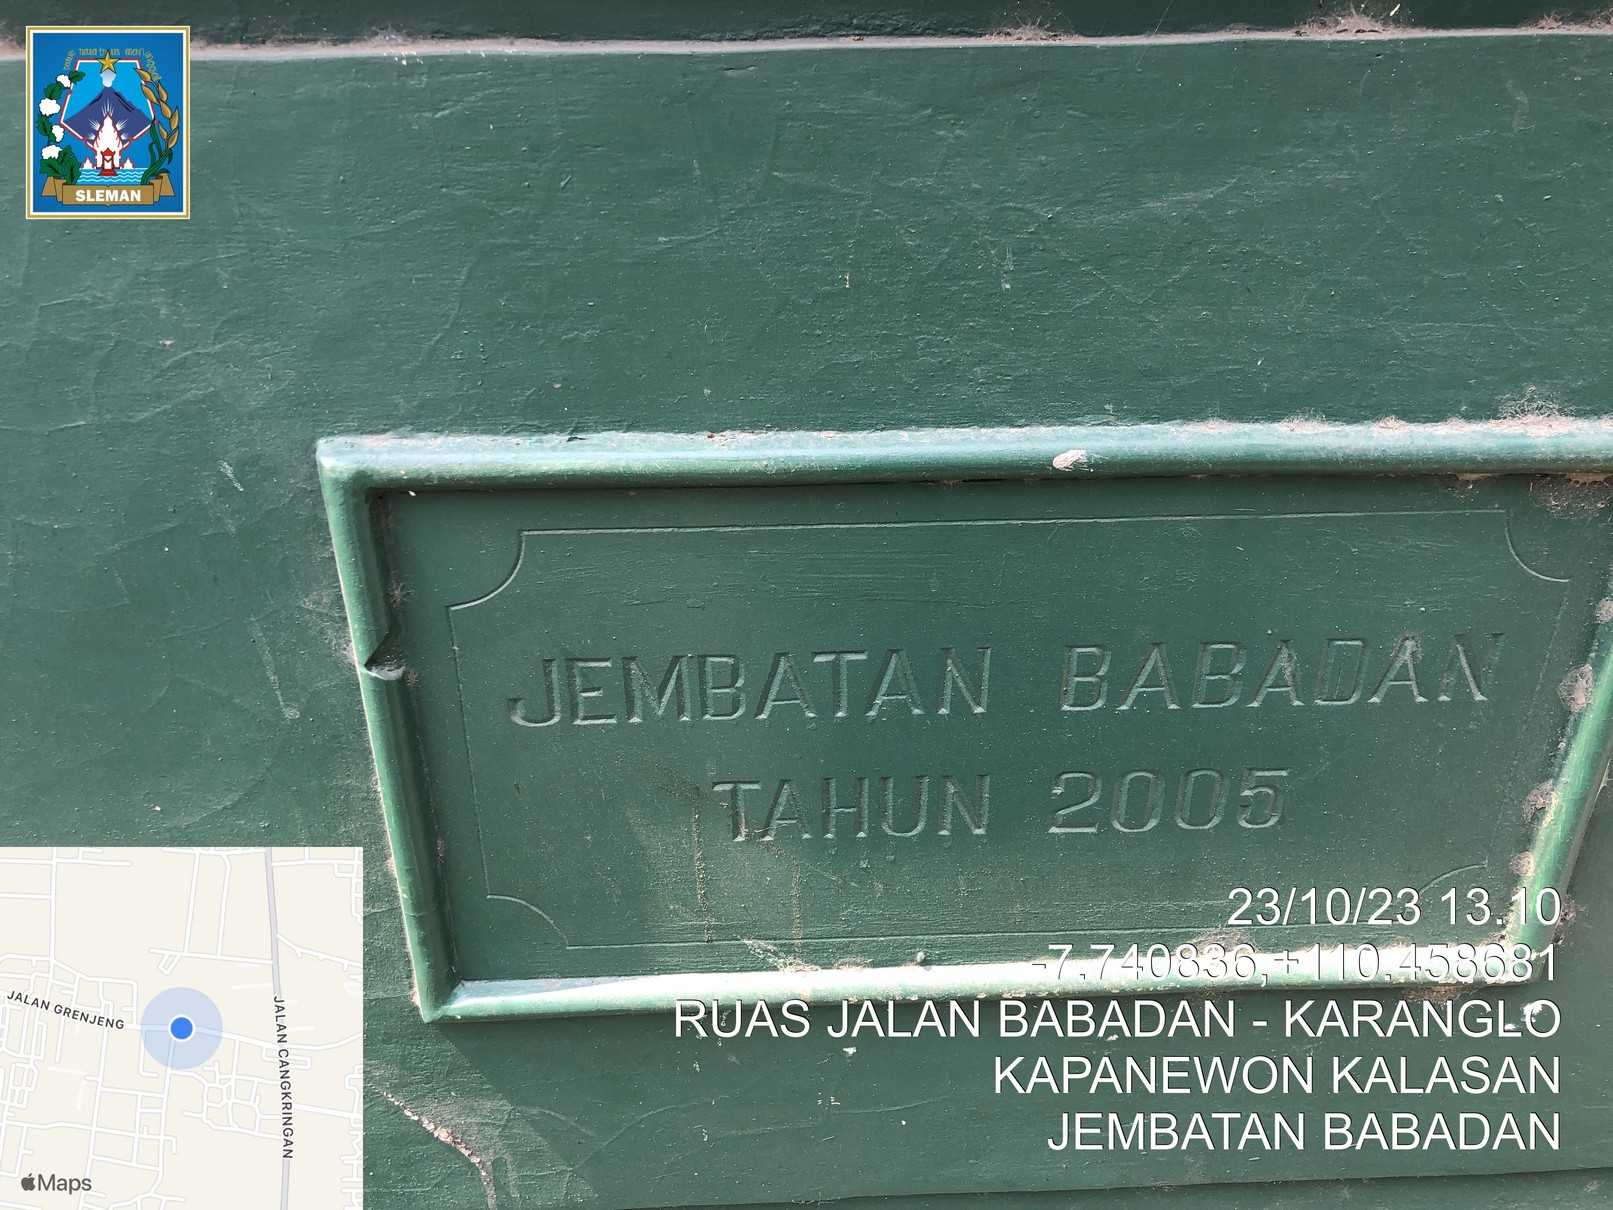 SLEMAN
JEMBATAN BABADAN
TAHUN 2005
23/10/23 13.10
-7.740836,+110.458681
RUAS JALAN BABADAN - KARANGLO
KAPANEWON KALASAN
JEMBATAN BABADAN
JALAN GRENJENG
JALAN CANGKRINGAN
Maps